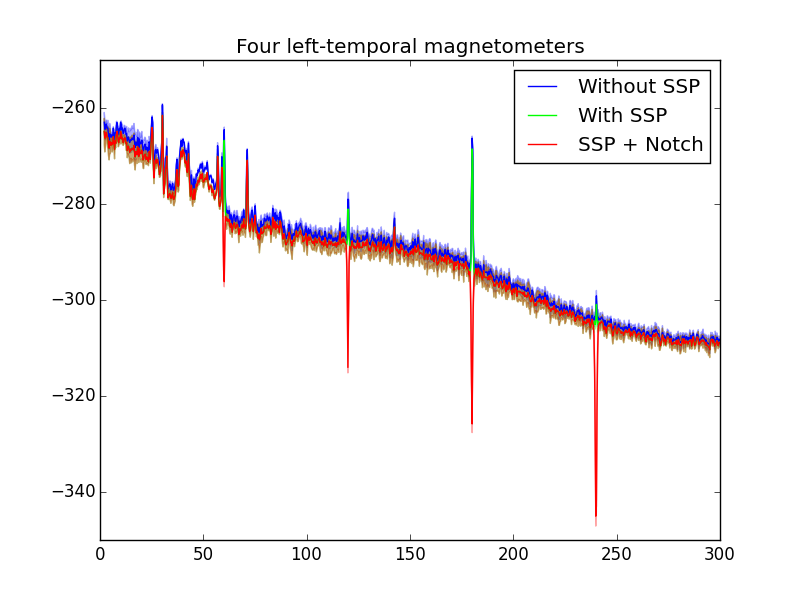 Four left-temporal magnetometers
Without SSP
With SSP
SSP + Notch
−260
−280
−300
−320
−340
0 50 100 150 200 250 300